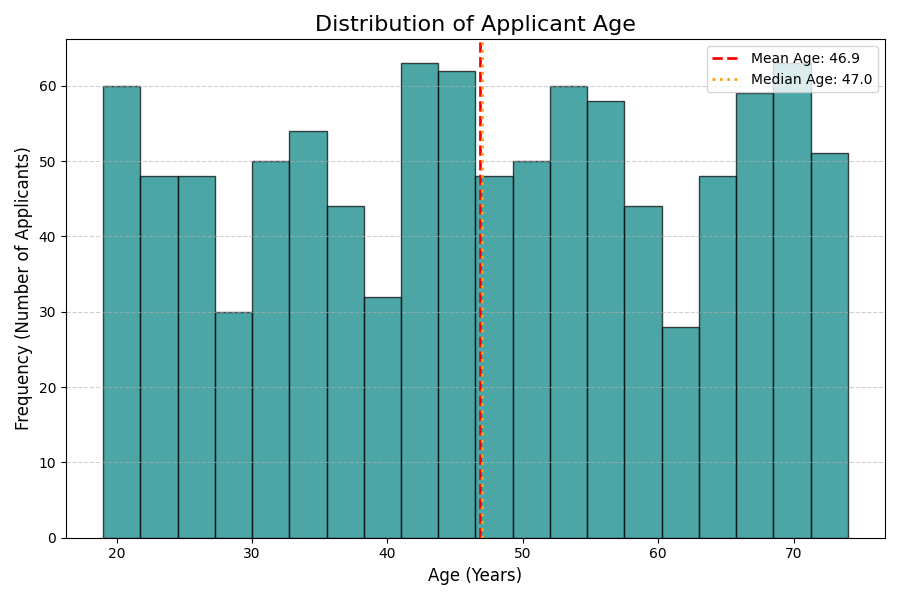 Distribution of Applicant Age
Mean Age: 46.9
Median Age: 47.0
Frequency (Number of Applicants)
60
50
40
30
20
10
0
20 30 40 50 60 70
Age (Years)